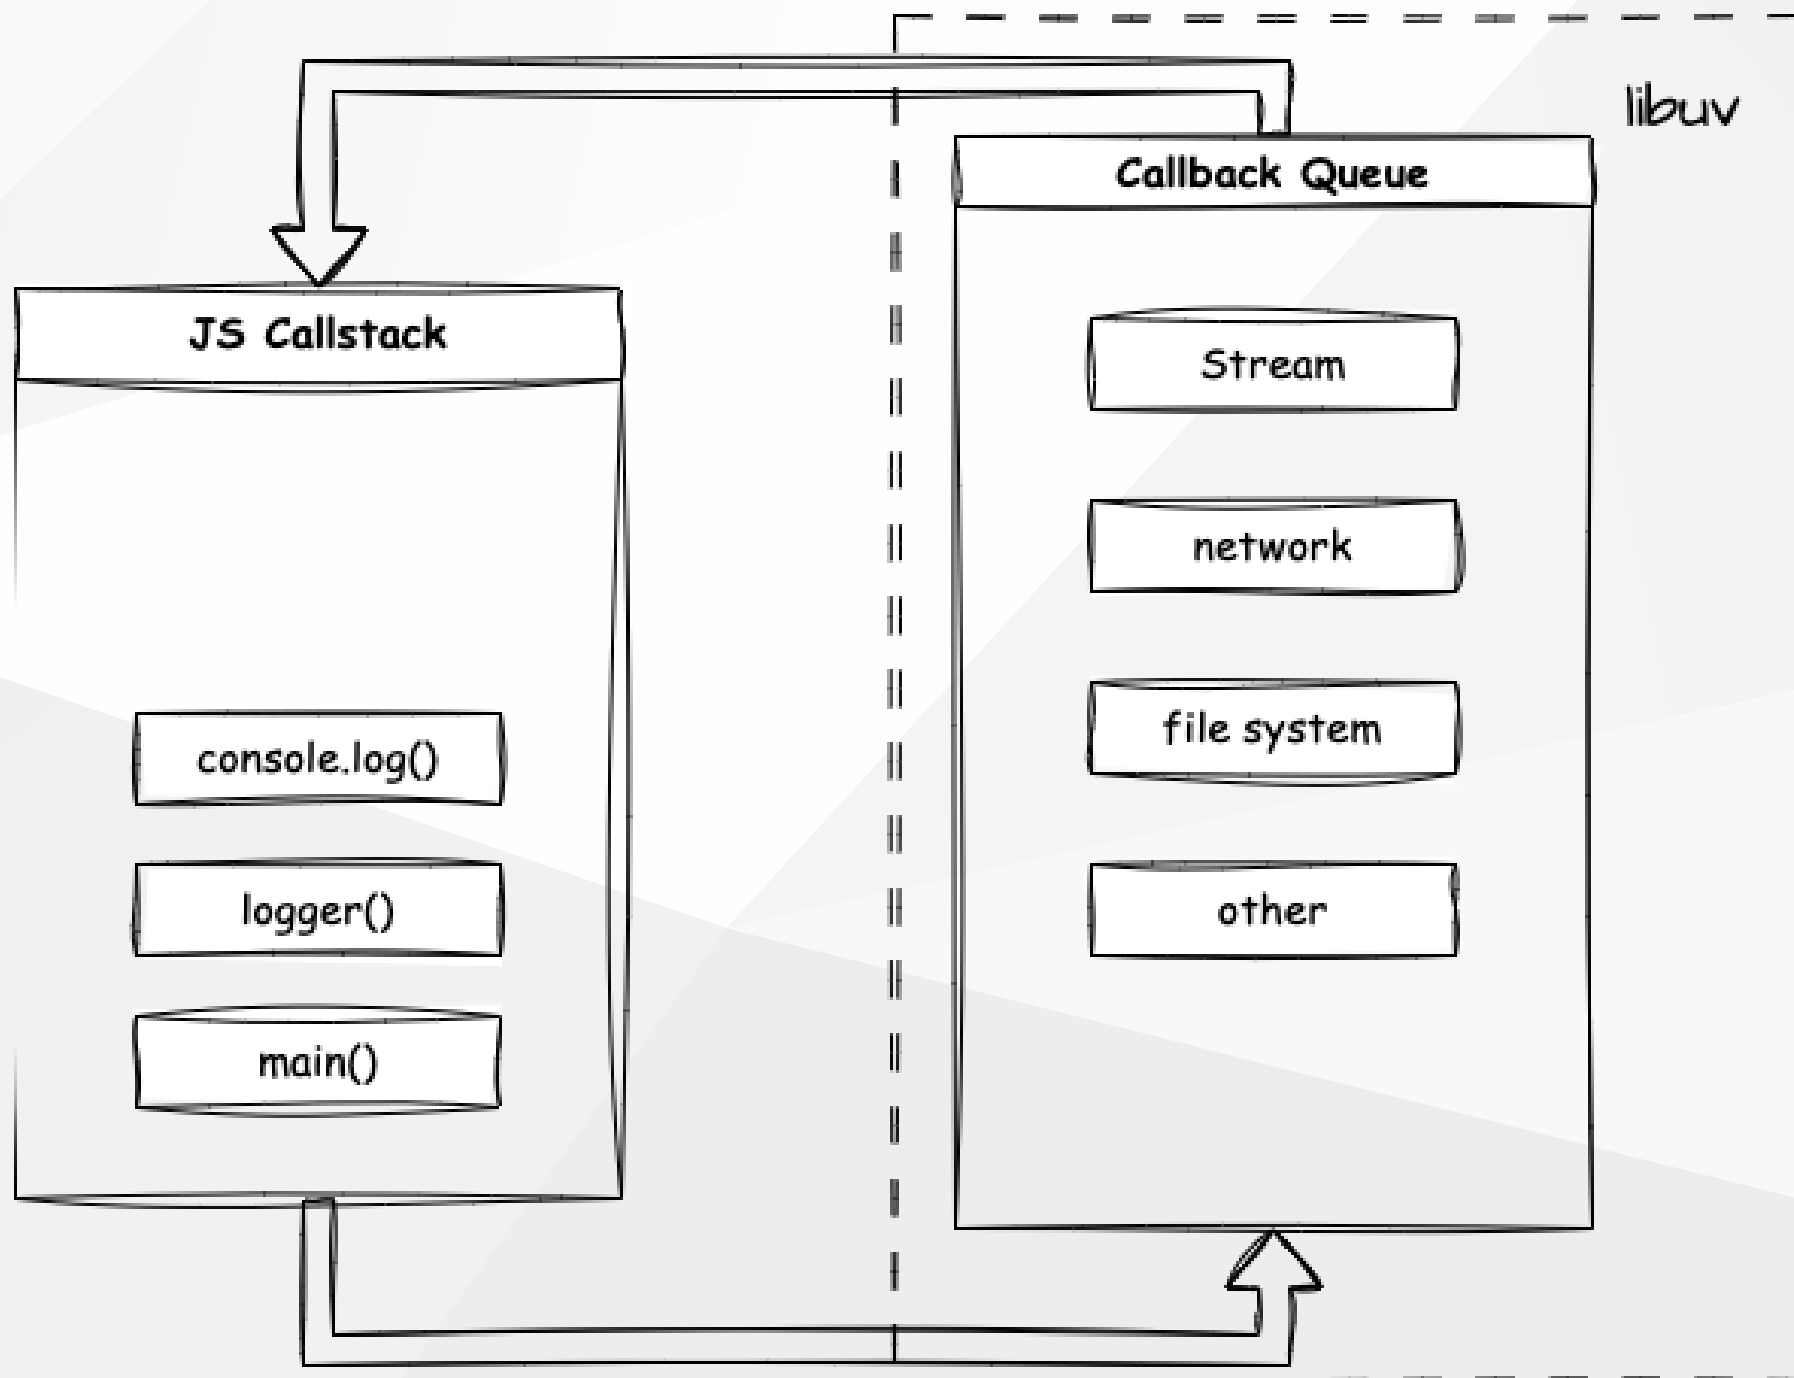 libuv
Callback Queue
JS Callstack
Stream
network
file system
other
console.log()
logger()
main()